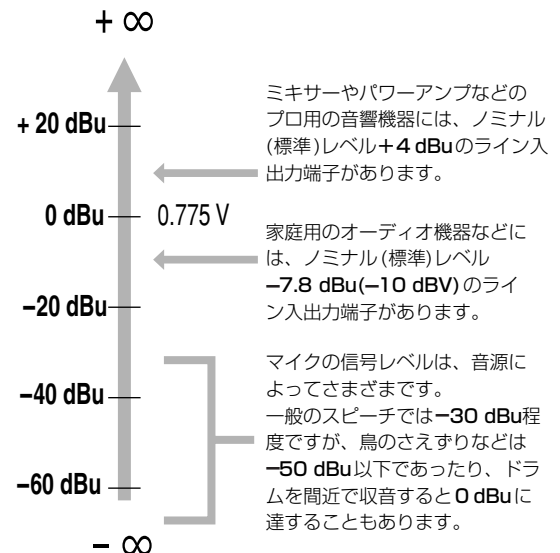 + ∞
+ 20 dBu
0 dBu
0.775 V
−20 dBu
−40 dBu
−60 dBu
− ∞
ミキサーやパワーアンプなどの
プロ用の音響機器には、ノミナル
(標準)レベル+4 dBuのライン入
出力端子があります。
家庭用のオーディオ機器などに
は、ノミナル(標準)レベル
−7.8 dBu(−10 dBV)のライ
ン入出力端子があります。
マイクの信号レベルは、音源に
よってさまざまです。
一般のスピーチでは−30 dBu程
度ですが、鳥のさえずりなどは
−50 dBu以下であったり、ドラ
ムを間近で収音すると0 dBuに
達することもあります。